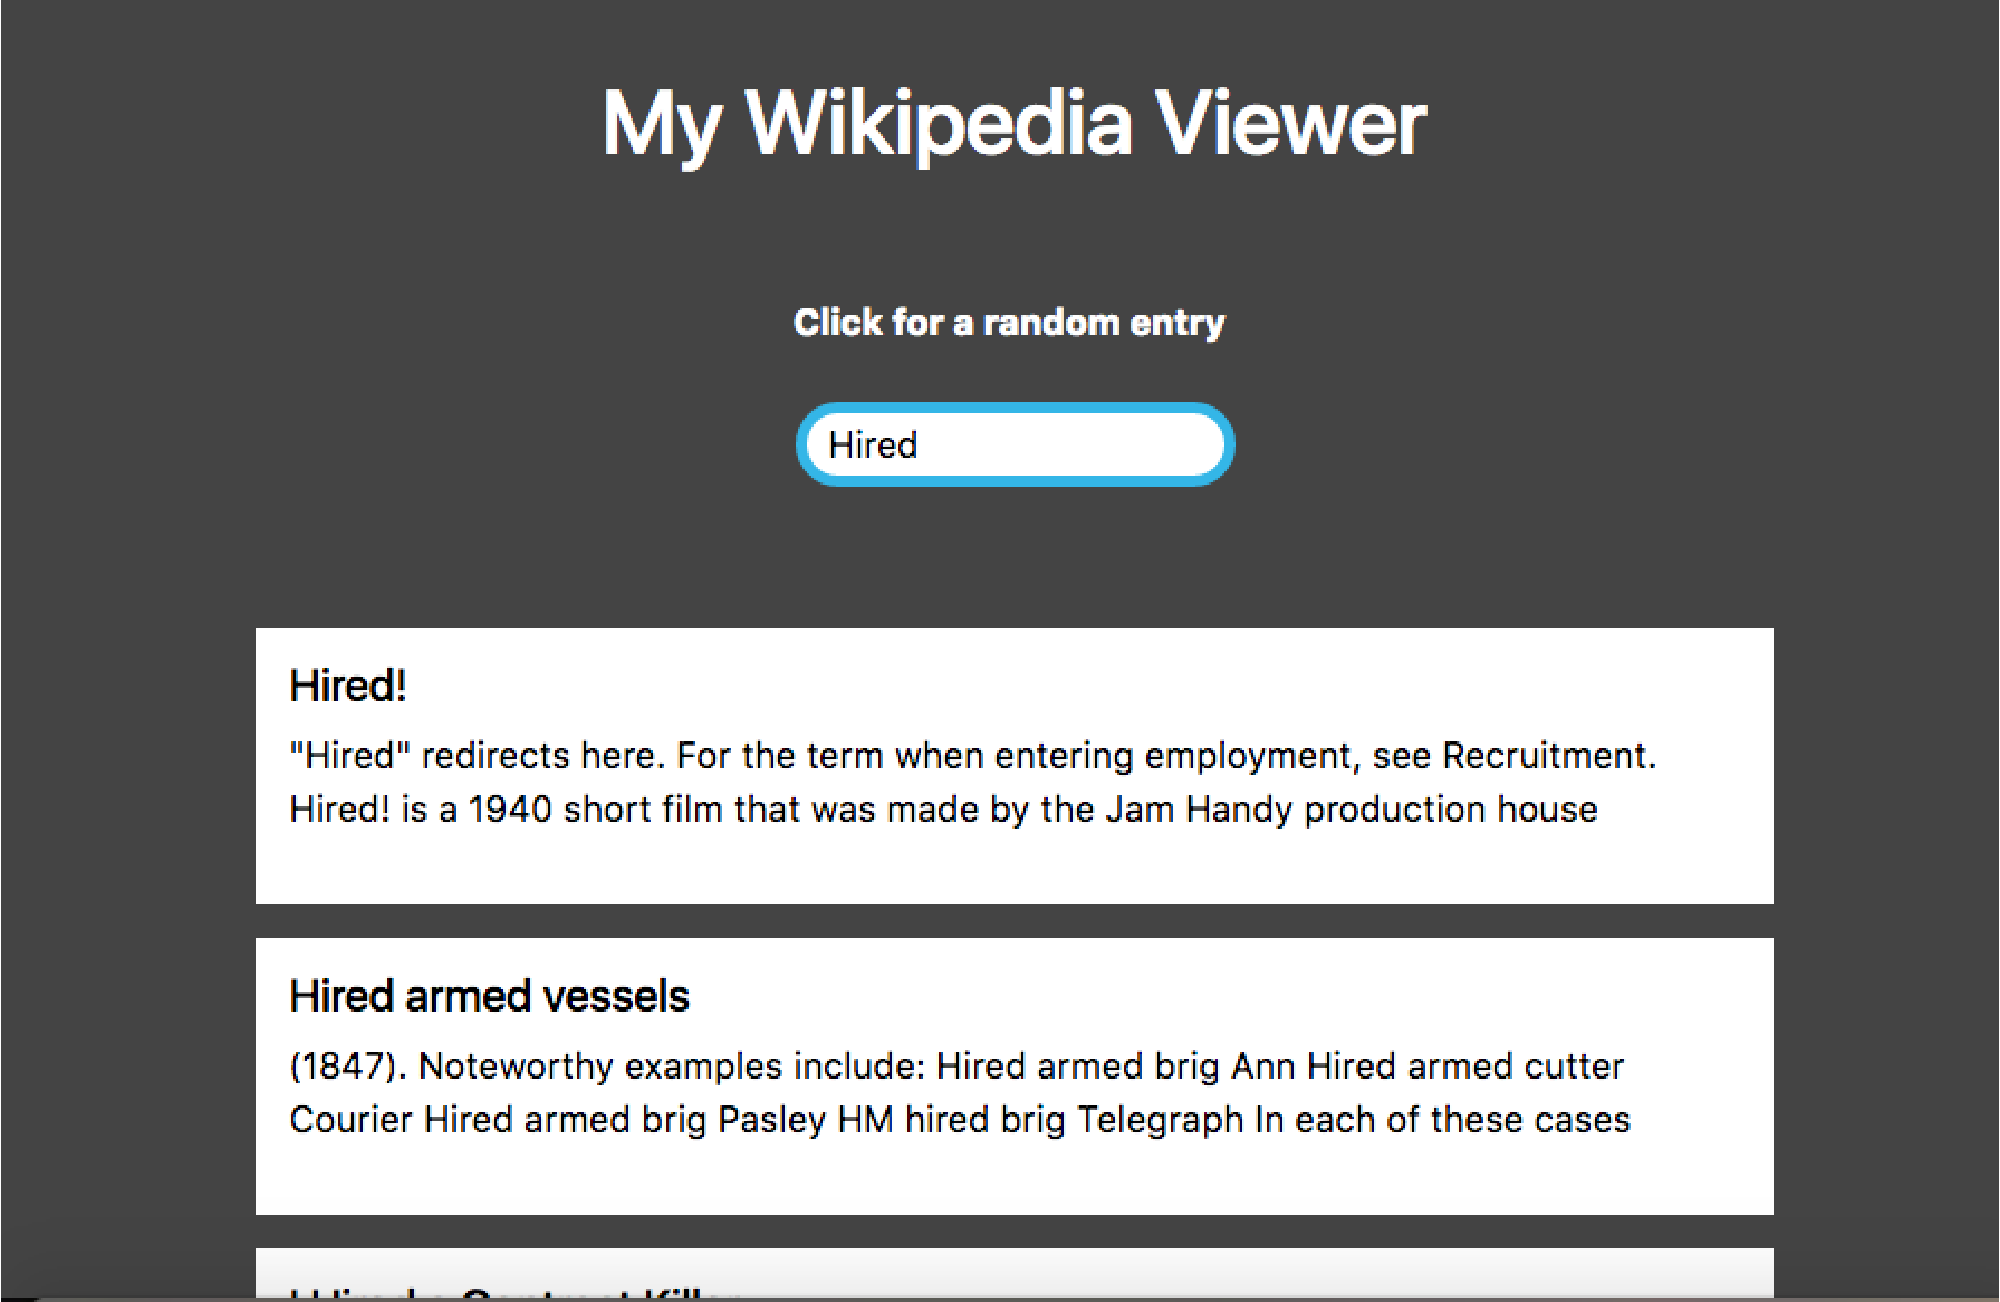 My Wikipedia Viewer
Click for a random entry
Hired
Hired!
"Hired" redirects here. For the term when entering employment, see Recruitment.
Hired! is a 1940 short film that was made by the Jam Handy production house
Hired armed vessels
(1847). Noteworthy examples include: Hired armed brig Ann Hired armed cutter
Courier Hired armed brig Pasley HM hired brig Telegraph In each of these cases
I Hired a Contract Killer